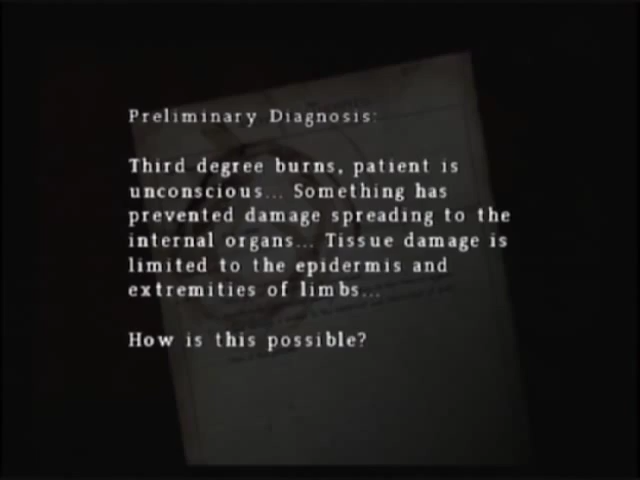 Preliminary Diagnosis:
Third degree burns, patient is
unconscious... Something has
prevented damage spreading to the
internal organs... Tissue damage is
limited to the epidermis and
extremities of limbs...
How is this possible?